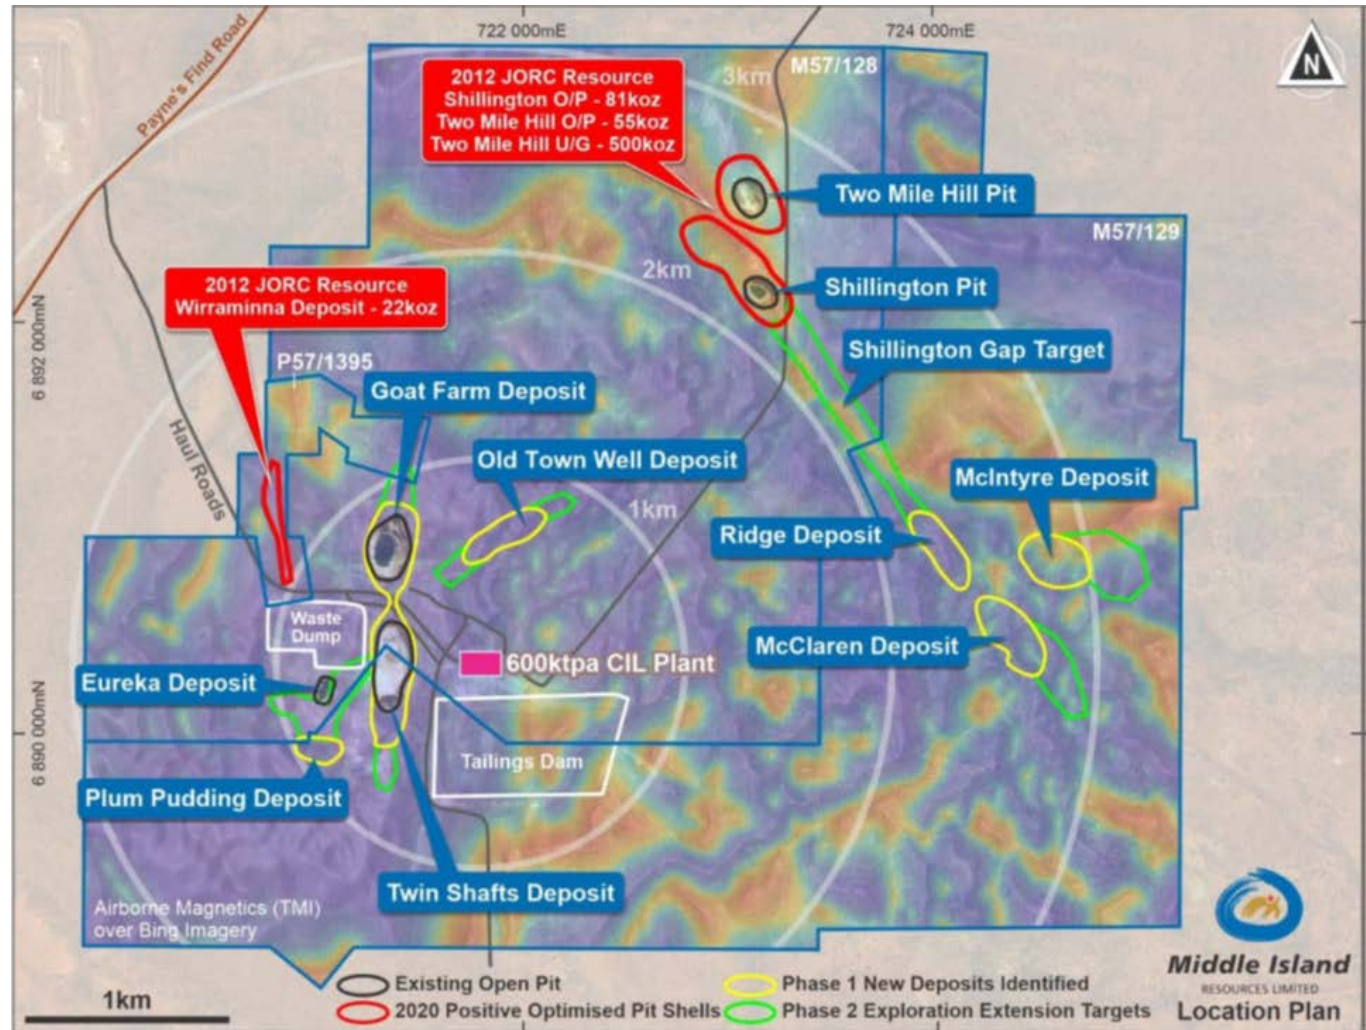 722 000mE
724 000mE
Payne's Find Road
N
2012 JORC Resource
Shillington O/P - 81koz
Two Mile Hill O/P - 55koz
Two Mile Hill U/G - 500koz
3km
M57/128
Two Mile Hill Pit
M57/129
2km
Shillington Pit
2012 JORC Resource
Wirraminna Deposit - 22koz
6 892 000mN
Shillington Gap Target
P57/1395
Goat Farm Deposit
Haul Roads
Old Town Well Deposit
McIntyre Deposit
1km
Ridge Deposit
Waste
Dump
McClaren Deposit
600ktpa CIL Plant
Eureka Deposit
6 890 000mN
Tailings Dam
Plum Pudding Deposit
Twin Shafts Deposit
Airborne Magnetics (TMI)
over Bing Imagery
Middle Island
RESOURCES LIMITED
Location Plan
1km
Existing Open Pit
2020 Positive Optimised Pit Shells
Phase 1 New Deposits Identified
Phase 2 Exploration Extension Targets